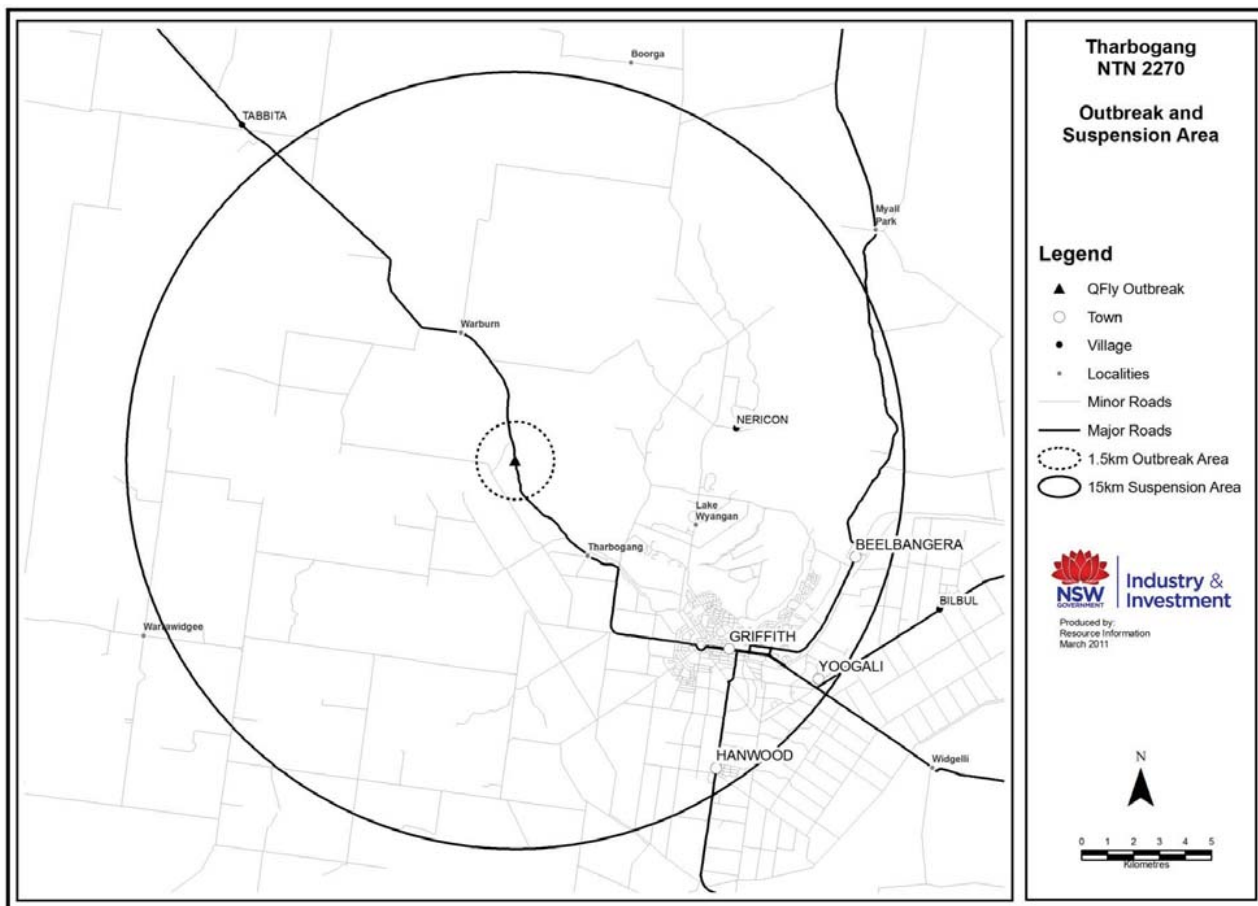 Boorga
TABBITA
Myall
Park
Warburn
NERICON
Lake
Wyangan
Tharbogang
BEELBANGERA
BILBUL
Warrawidgee
GRIFFITH
YOOGALI
HANWOOD
Widgelli
Tharbogang
NTN 2270
Outbreak and
Suspension Area
Legend
QFly Outbreak
Town
Village
Localities
Minor Roads
Major Roads
1.5km Outbreak Area
15km Suspension Area
NSW
GOVERNMENT
Industry &
Investment
Produced by:
Resource Information
March 2011
N
0 1 2 3 4 5
Kilometres